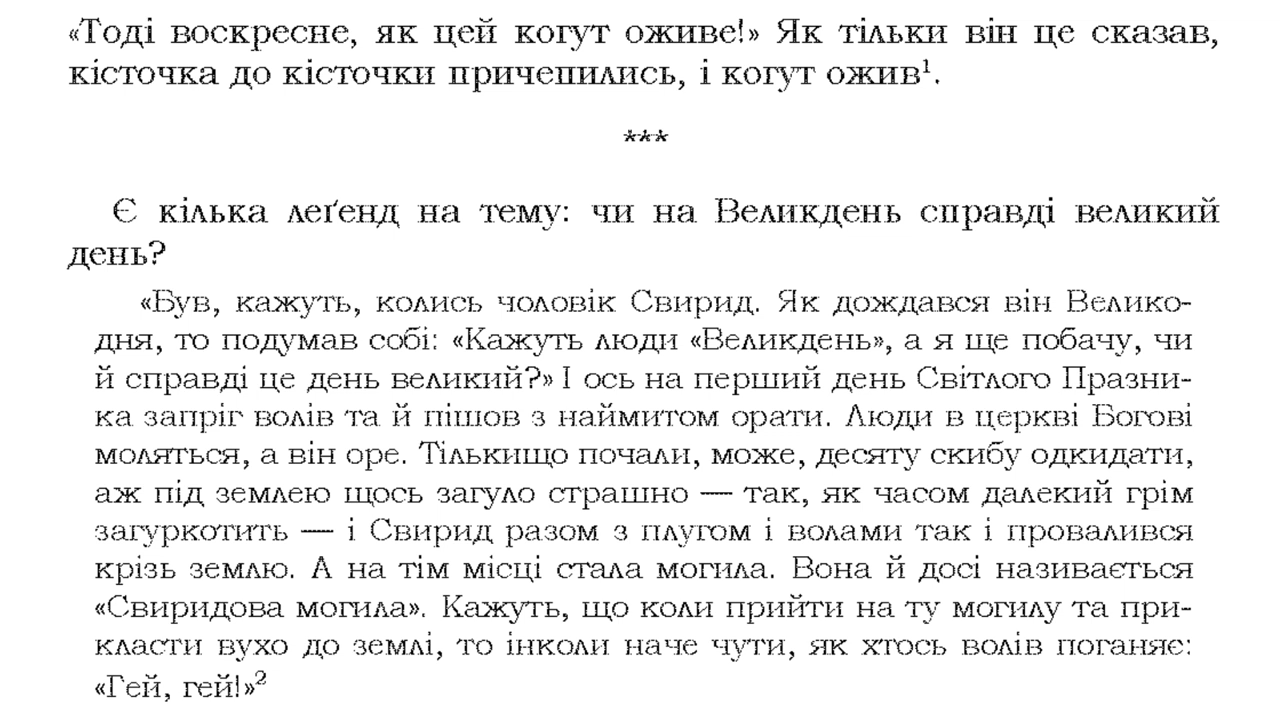 «Тоді воскресне, як цей когут оживе!» Як тільки він це сказав,
кісточка до кісточки причепились, і когут ожив¹.
***
Є кілька леґенд на тему: чи на Великдень справді великий
день?
«Був, кажуть, колись чоловік Свирид. Як дождався він Велико-
дня, то подумав собі: «Кажуть люди «Великдень», а я ще побачу, чи
й справді це день великий?» І ось на перший день Світлого Празни-
ка запріг волів та й пішов з наймитом орати. Люди в церкві Богові
моляться, а він оре. Тількищо почали, може, десяту скибу одкидати,
аж під землею щось загуло страшно — так, як часом далекий грім
загуркотить — і Свирид разом з плугом і волами так і провалився
крізь землю. А на тім місці стала могила. Вона й досі називається
«Свиридова могила». Кажуть, що коли прийти на ту могилу та при-
класти вухо до землі, то інколи наче чути, як хтось волів поганяє:
«Гей, гей!»²